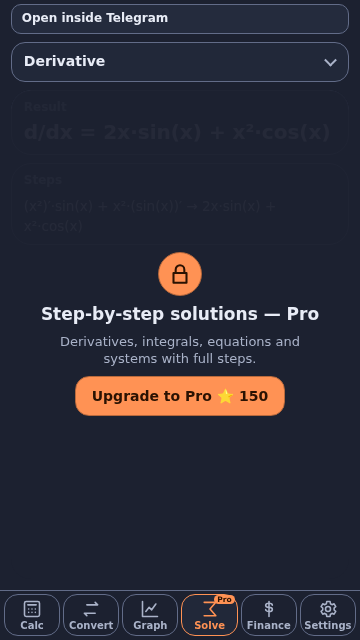 Open inside Telegram
Derivative
Result
d/dx = 2x·sin(x) + x²·cos(x)
Steps
(x²)'·sin(x) + x²·(sin(x))' → 2x·sin(x) +
x²·cos(x)
Step-by-step solutions — Pro
Derivatives, integrals, equations and
systems with full steps.
Upgrade to Pro ⭐ 150
Pro
Calc Convert Graph Solve Finance Settings